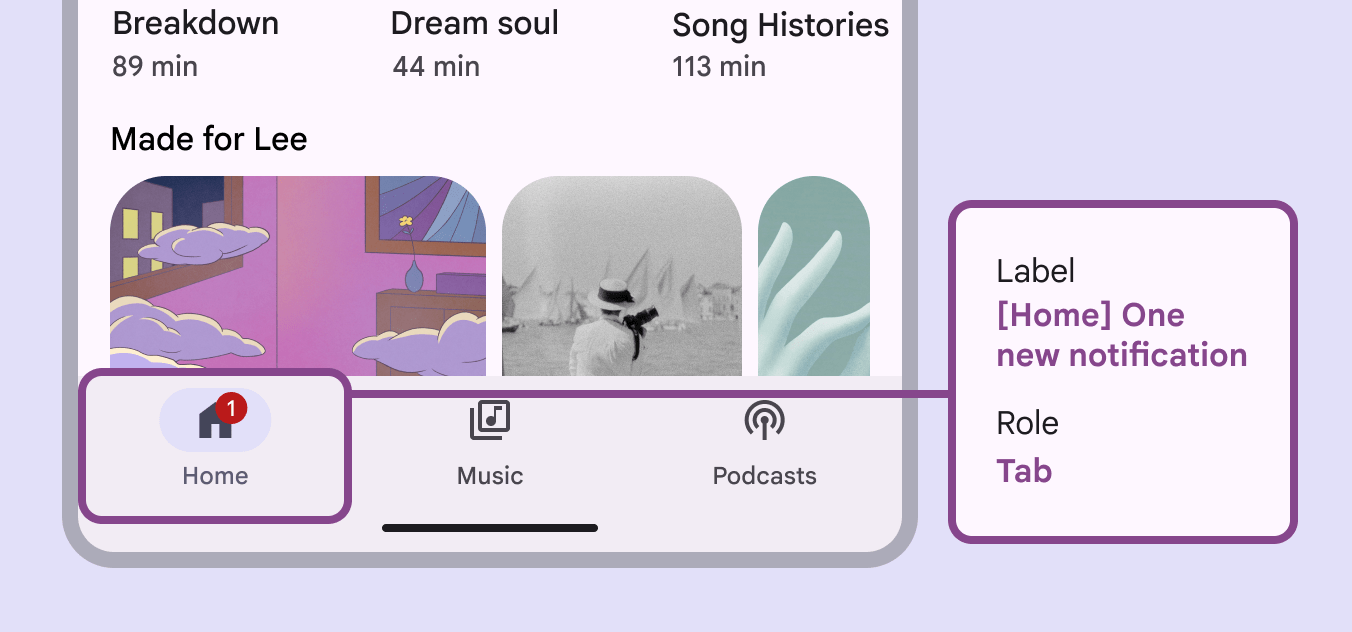 Breakdown
Dream soul
Song Histories
89 min
44 min
113 min
Made for Lee
1
Home
Music
Podcasts
Label
[Home] One
new notification
Role
Tab